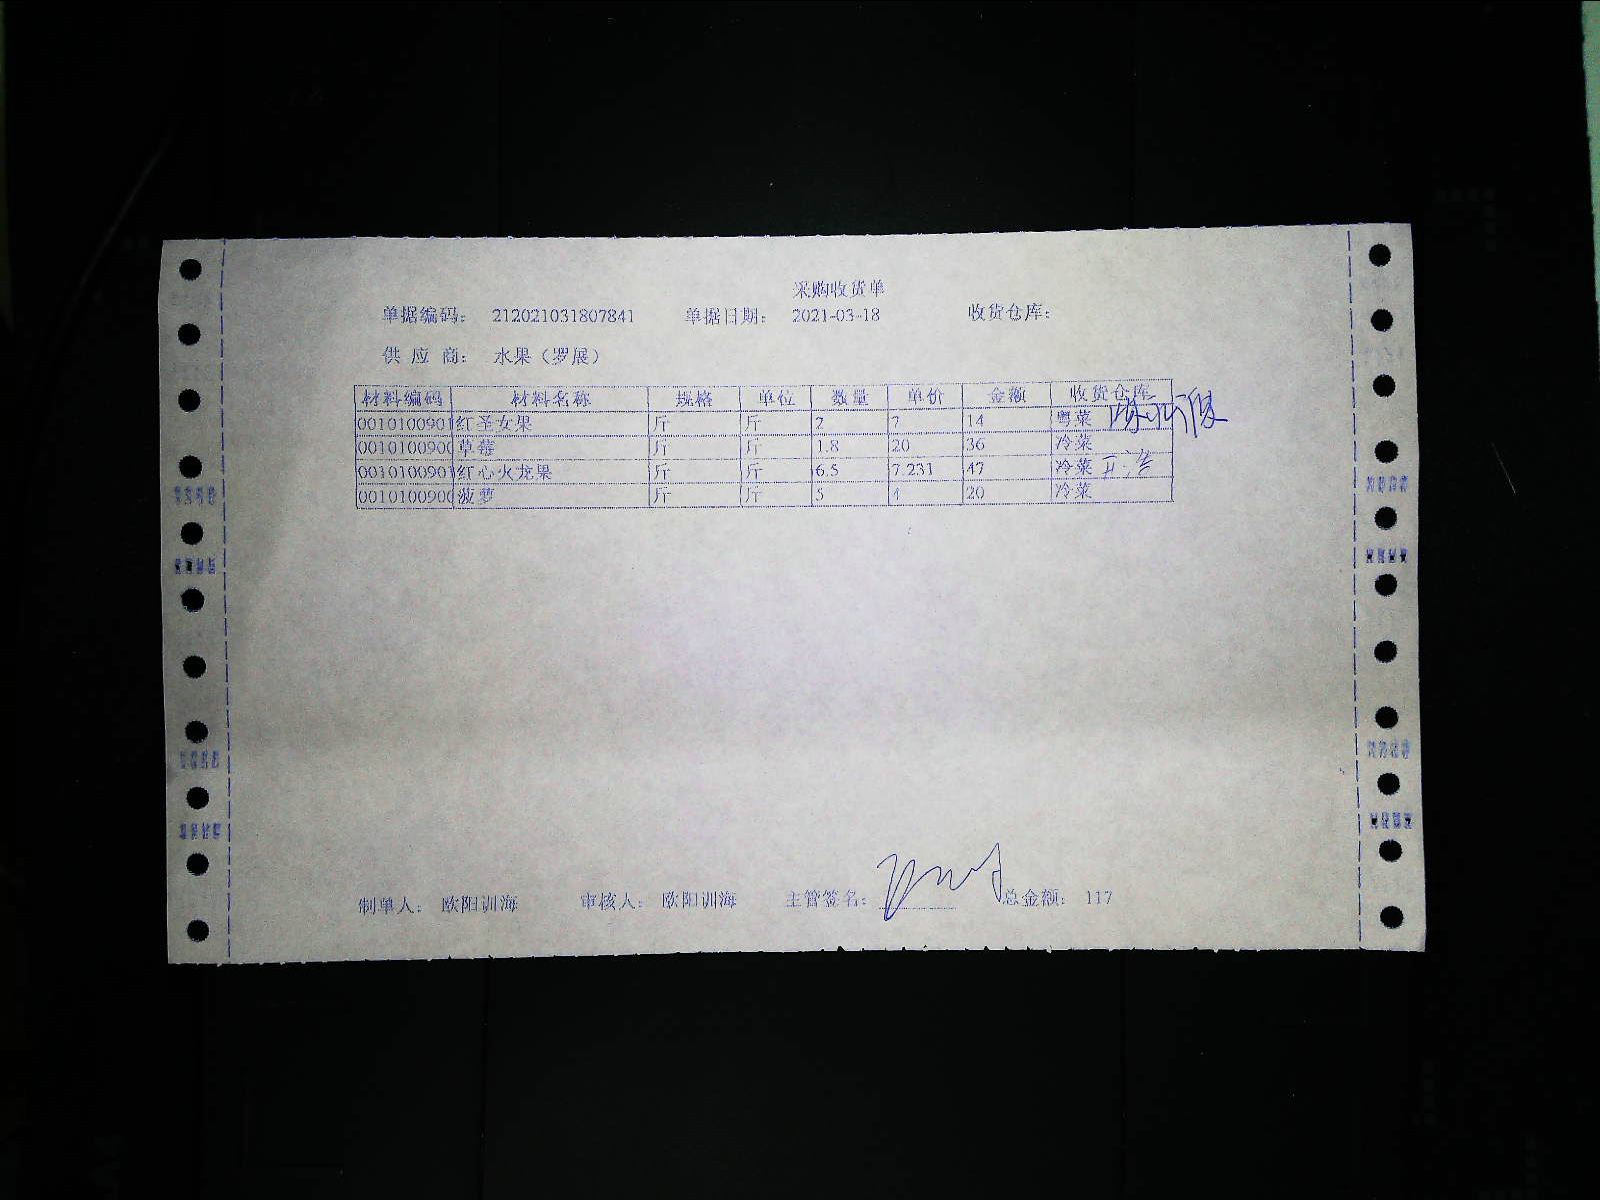 采购收货单
单据编码: 212021031807841 单据日期: 2021-03-18 收货仓库:
供 应 商: 水果（罗展）
材料编码 材料名称 规格 单位 数量 单价 金额 收货仓库
0010100901 红圣女果 斤 斤 2 7 14 粤菜
0010100900 草莓 斤 斤 1.8 20 36 冷菜
0010100901 红心火龙果 斤 斤 6.5 7.231 47 冷菜
0010100900 菠萝 斤 斤 5 4 20 冷菜
制单人: 欧阳训海 审核人: 欧阳训海 主管签名: 总金额: 117